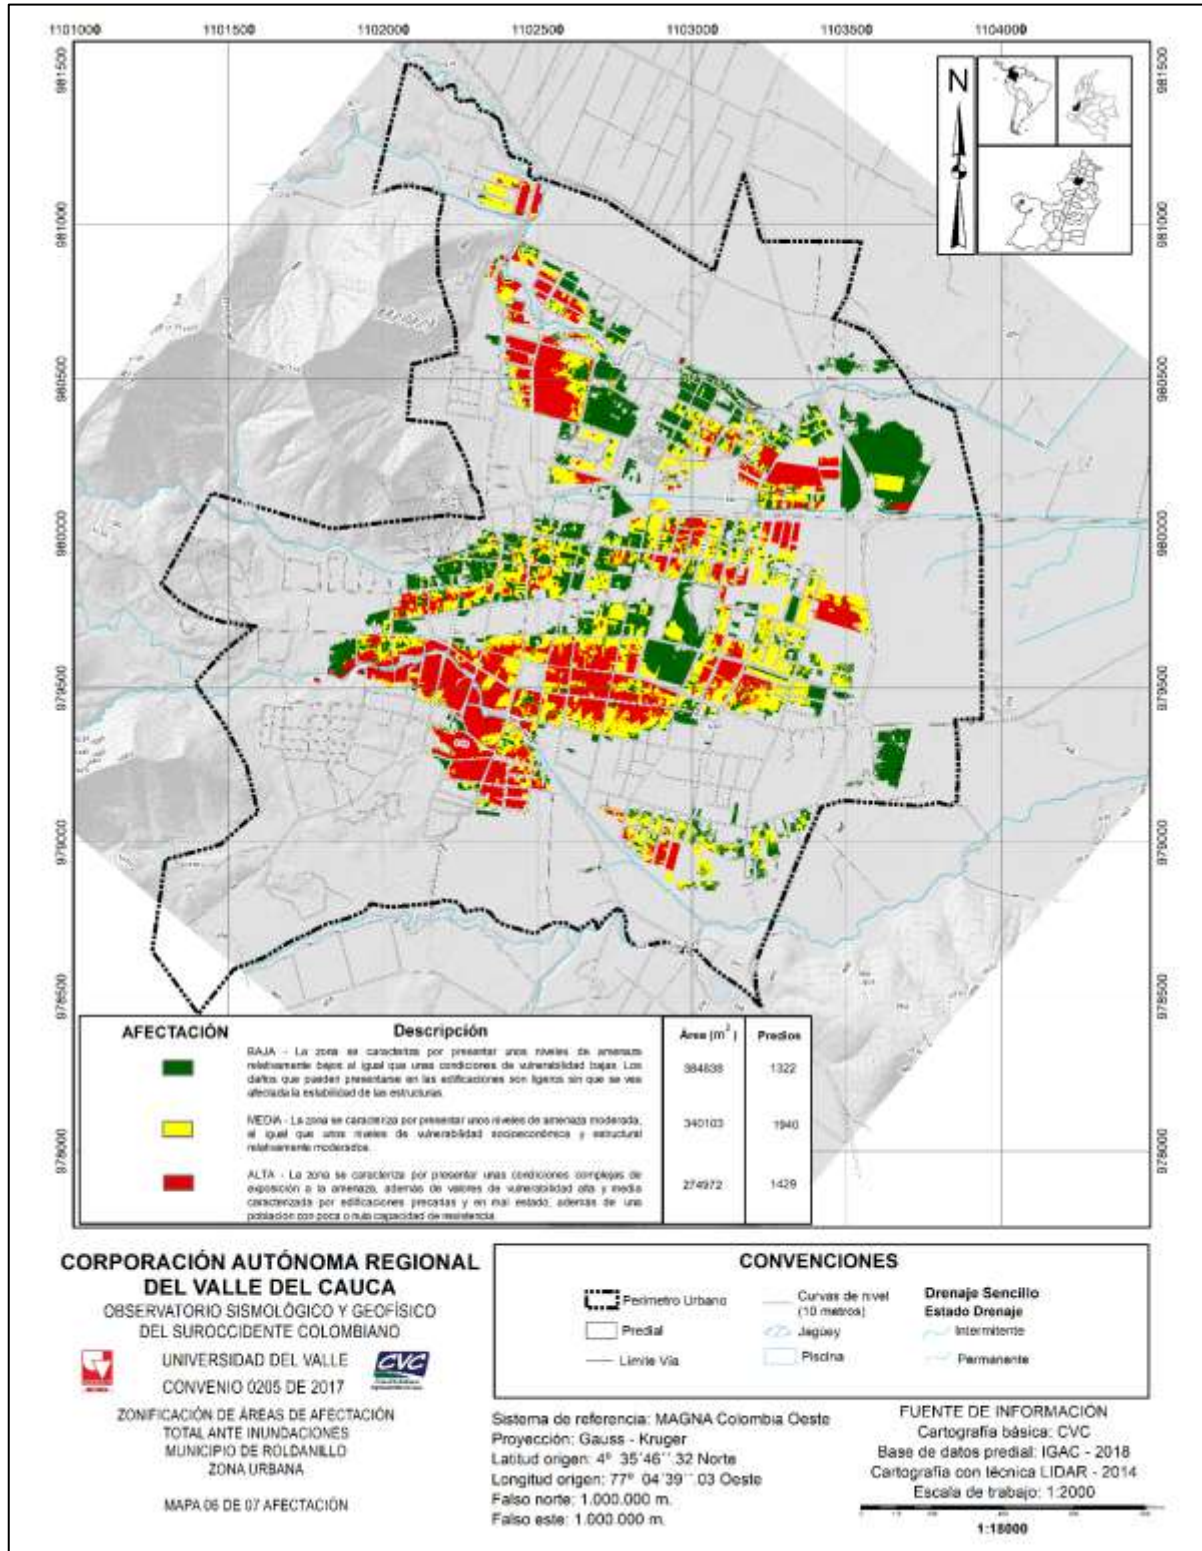 1101000 1101500 1102000 1102500 1103000 1103500 1104000
981500 981500
N
981000 981000
980500 980500
980000 980000
979500 979500
979000 979000
978500 978500
978000 978000
AFECTACIÓN Descripción Área (m²) Predios
BAJA - La zona se caracteriza por presentar unos niveles de amenaza
relativamente bajos al igual que unas condiciones de vulnerabilidad bajas. Los
daños que pueden presentarse en las edificaciones son ligeros sin que se vea
afectada la estabilidad de las estructuras.
1322
MEDIA - La zona se caracteriza por presentar unos niveles de amenaza moderada,
al igual que unos niveles de vulnerabilidad socioeconómica y estructural
relativamente moderados.
340103 1940
ALTA - La zona se caracteriza por presentar unas condiciones complejas de
exposición a la amenaza, además de valores de vulnerabilidad alta y media
caracterizada por edificaciones precarias y en mal estado, además de una
población con poca o nula capacidad de resistencia.
274972 1429
CORPORACIÓN AUTÓNOMA REGIONAL
DEL VALLE DEL CAUCA
OBSERVATORIO SISMOLÓGICO Y GEOFÍSICO
DEL SUROCCIDENTE COLOMBIANO
UNIVERSIDAD DEL VALLE
CVC
CONVENIO 0205 DE 2017
ZONIFICACIÓN DE ÁREAS DE AFECTACIÓN
TOTAL ANTE INUNDACIONES
MUNICIPIO DE ROLDANILLO
ZONA URBANA
MAPA 06 DE 07 AFECTACIÓN
CONVENCIONES
Perímetro Urbano
Predial
Límite Vía
Curvas de nivel
(10 metros)
Jagüey
Piscina
Drenaje Sencillo
Estado Drenaje
Intermitente
Permanente
Sistema de referencia: MAGNA Colombia Oeste
Proyección: Gauss - Kruger
Latitud origen: 4º 35'46''.32 Norte
Longitud origen: 77º 04'39''.03 Oeste
Falso norte: 1.000.000 m.
Falso este: 1.000.000 m.
FUENTE DE INFORMACIÓN
Cartografía básica: CVC
Base de datos predial: IGAC - 2018
Cartografía con técnica LIDAR - 2014
Escala de trabajo: 1:2000
1:18000